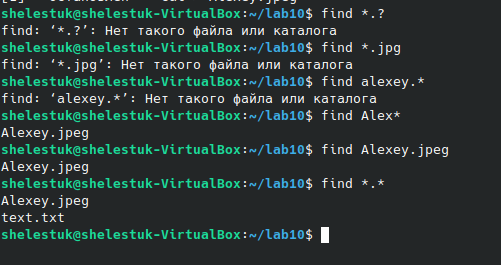 shelestuk@shelestuk-VirtualBox:~/lab10$ find *.?
find: ‘*.?’: Нет такого файла или каталога
shelestuk@shelestuk-VirtualBox:~/lab10$ find *.jpg
find: ‘*.jpg’: Нет такого файла или каталога
shelestuk@shelestuk-VirtualBox:~/lab10$ find alexey.*
find: ‘alexey.*’: Нет такого файла или каталога
shelestuk@shelestuk-VirtualBox:~/lab10$ find Alex*
Alexey.jpeg
shelestuk@shelestuk-VirtualBox:~/lab10$ find Alexey.jpeg
Alexey.jpeg
shelestuk@shelestuk-VirtualBox:~/lab10$ find *.*
Alexey.jpeg
text.txt
shelestuk@shelestuk-VirtualBox:~/lab10$